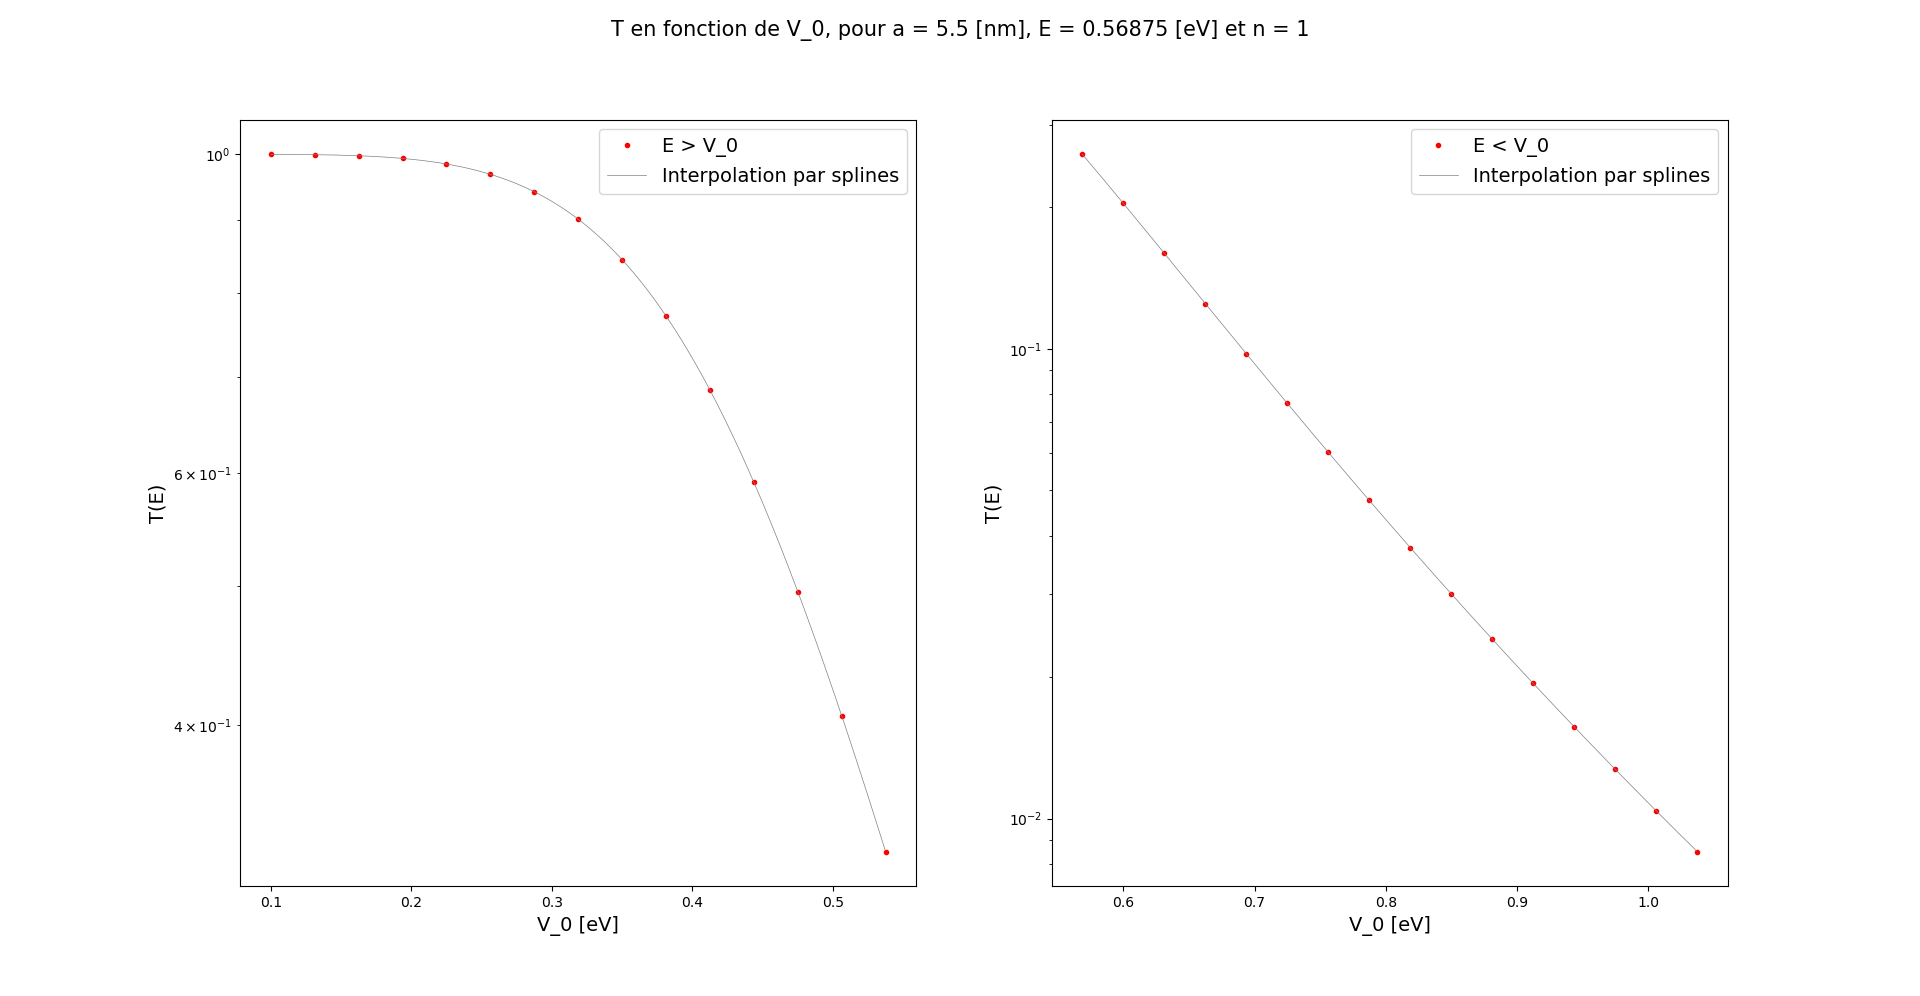 T en fonction de V_0, pour a = 5.5 [nm], E = 0.56875 [eV] et n = 1
E > V_0
Interpolation par splines
10⁰
6 × 10⁻¹
4 × 10⁻¹
T(E)
0.1 0.2 0.3 0.4 0.5
V_0 [eV]
E < V_0
Interpolation par splines
10⁻¹
10⁻²
T(E)
0.6 0.7 0.8 0.9 1.0
V_0 [eV]